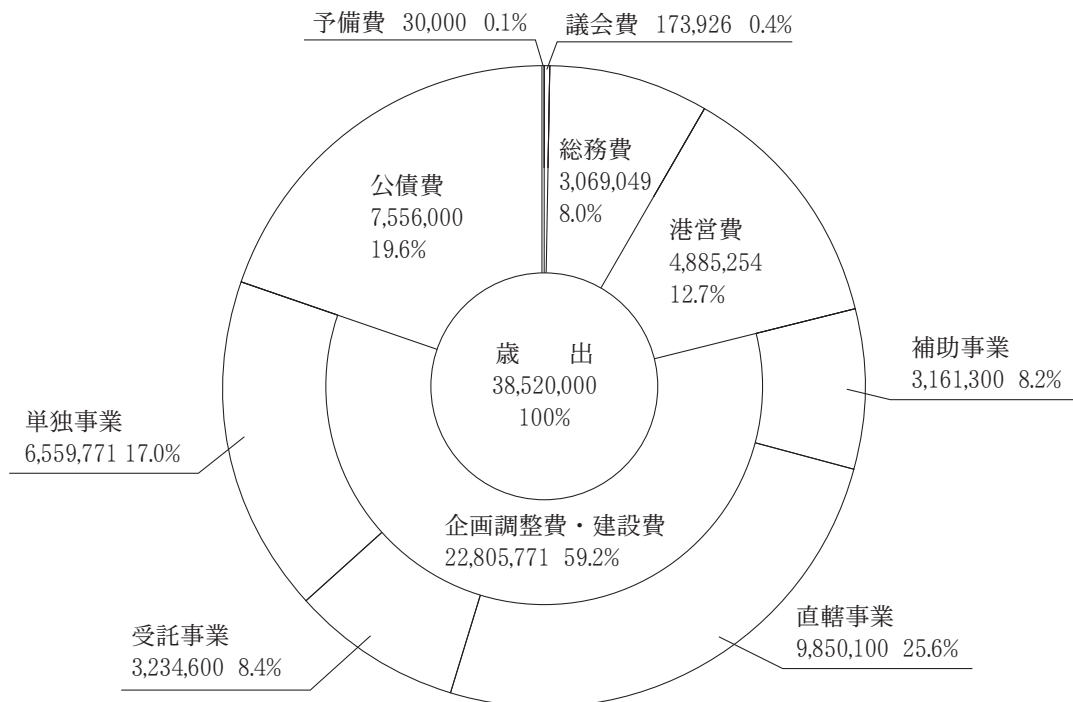 予備費 30,000 0.1%
議会費 173,926 0.4%
総務費
3,069,049
8.0%
公債費
7,556,000
19.6%
港営費
4,885,254
12.7%
歳 出
38,520,000
100%
補助事業
3,161,300 8.2%
単独事業
6,559,771 17.0%
企画調整費・建設費
22,805,771 59.2%
直轄事業
9,850,100 25.6%
受託事業
3,234,600 8.4%